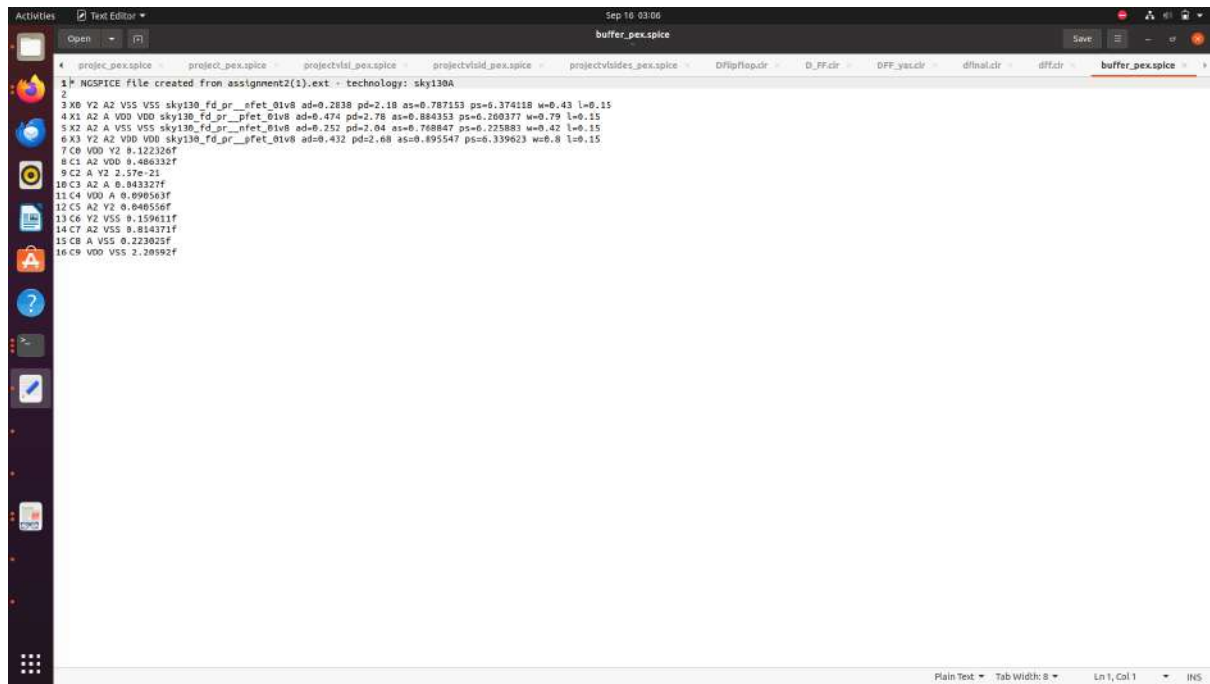 Activities Text Editor Sep 16 03:06
Open buffer_pex.spice Save
projec_pex.spice project_pex.spice projectvlsi_pex.spice projectvlsid_pex.spice projectvlsides_pex.spice DFlipflop.cir D_FF.cir DFF_yas.cir dfinal.cir dff.cir buffer_pex.spice
1 * NGSPICE file created from assignment2(1).ext - technology: sky130A
2
3 X0 Y2 A2 VSS VSS sky130_fd_pr__nfet_01v8 ad=0.2838 pd=2.18 as=0.787153 ps=6.374118 w=0.43 l=0.15
4 X1 A2 A VDD VDD sky130_fd_pr__pfet_01v8 ad=0.474 pd=2.78 as=0.884353 ps=6.260377 w=0.79 l=0.15
5 X2 A2 A VSS VSS sky130_fd_pr__nfet_01v8 ad=0.252 pd=2.04 as=0.768847 ps=6.225883 w=0.42 l=0.15
6 X3 Y2 A2 VDD VDD sky130_fd_pr__pfet_01v8 ad=0.432 pd=2.68 as=0.895547 ps=6.339623 w=0.8 l=0.15
7 C0 VDD Y2 0.122326f
8 C1 A2 VDD 0.486332f
9 C2 A Y2 2.57e-21
10 C3 A2 A 0.043327f
11 C4 VDD A 0.090563f
12 C5 A2 Y2 0.040556f
13 C6 Y2 VSS 0.159611f
14 C7 A2 VSS 0.814371f
15 C8 A VSS 0.223025f
16 C9 VDD VSS 2.20592f
Plain Text Tab Width: 8 Ln 1, Col 1 INS